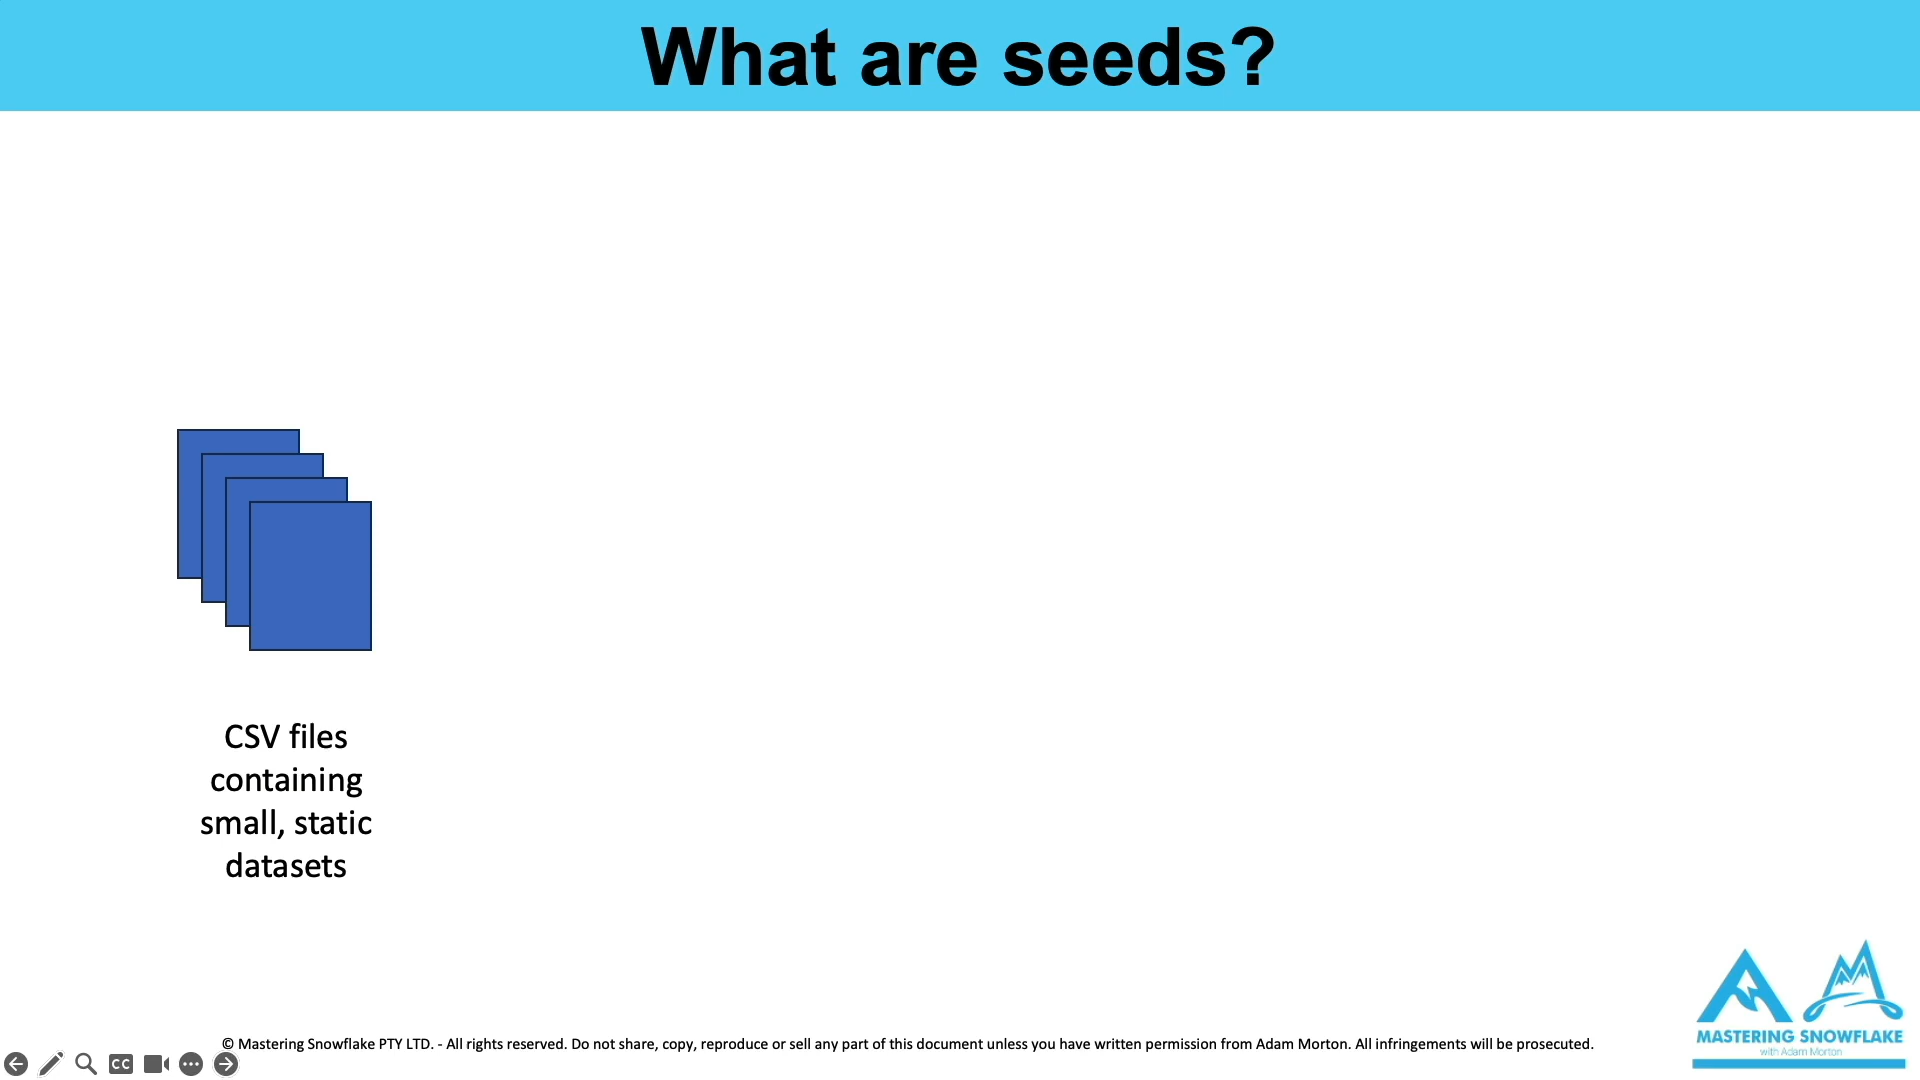 What are seeds?
CSV files
containing
small, static
datasets
© Mastering Snowflake PTY LTD. - All rights reserved. Do not share, copy, reproduce or sell any part of this document unless you have written permission from Adam Morton. All infringements will be prosecuted.
CC
MASTERING SNOWFLAKE
with Adam Morton